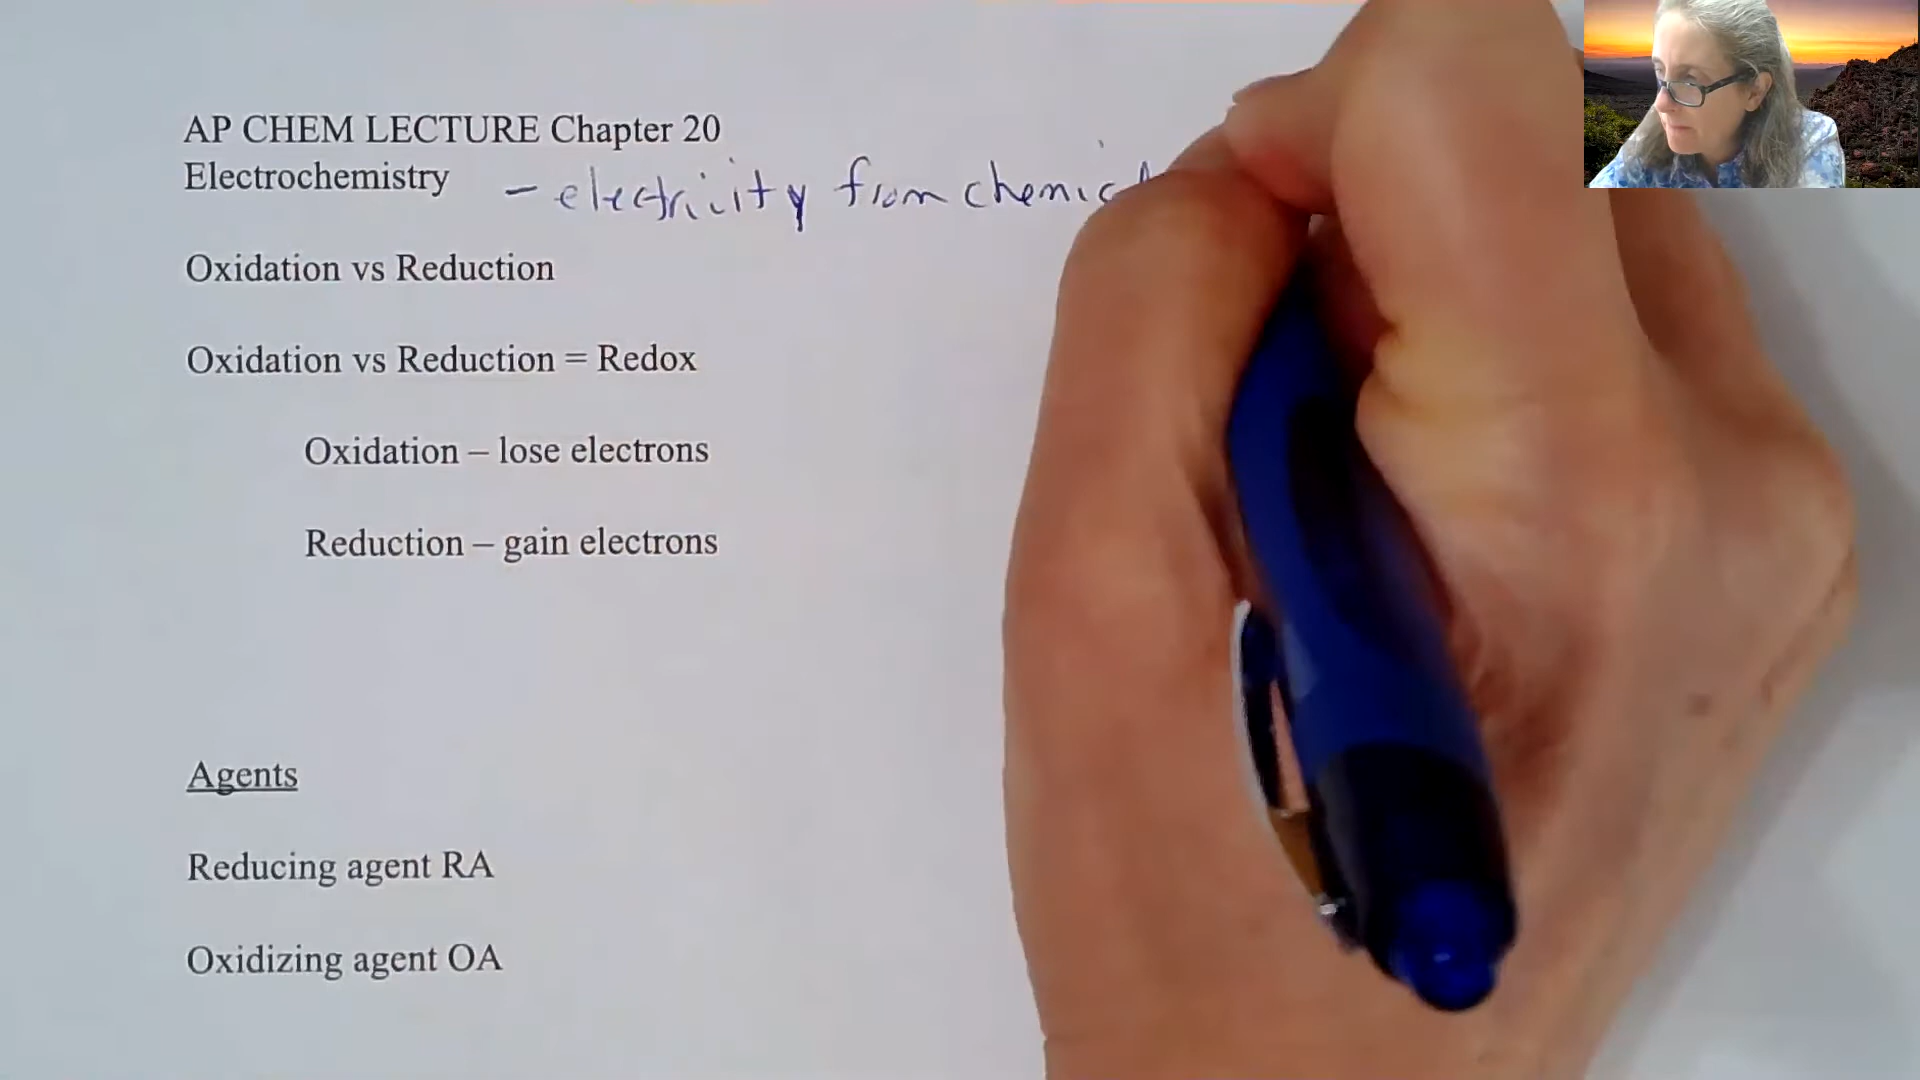 AP CHEM LECTURE Chapter 20
Electrochemistry - electricity from
Oxidation vs Reduction
Oxidation vs Reduction = Redox
Oxidation – lose electrons
Reduction – gain electrons
Agents
Reducing agent RA
Oxidizing agent OA